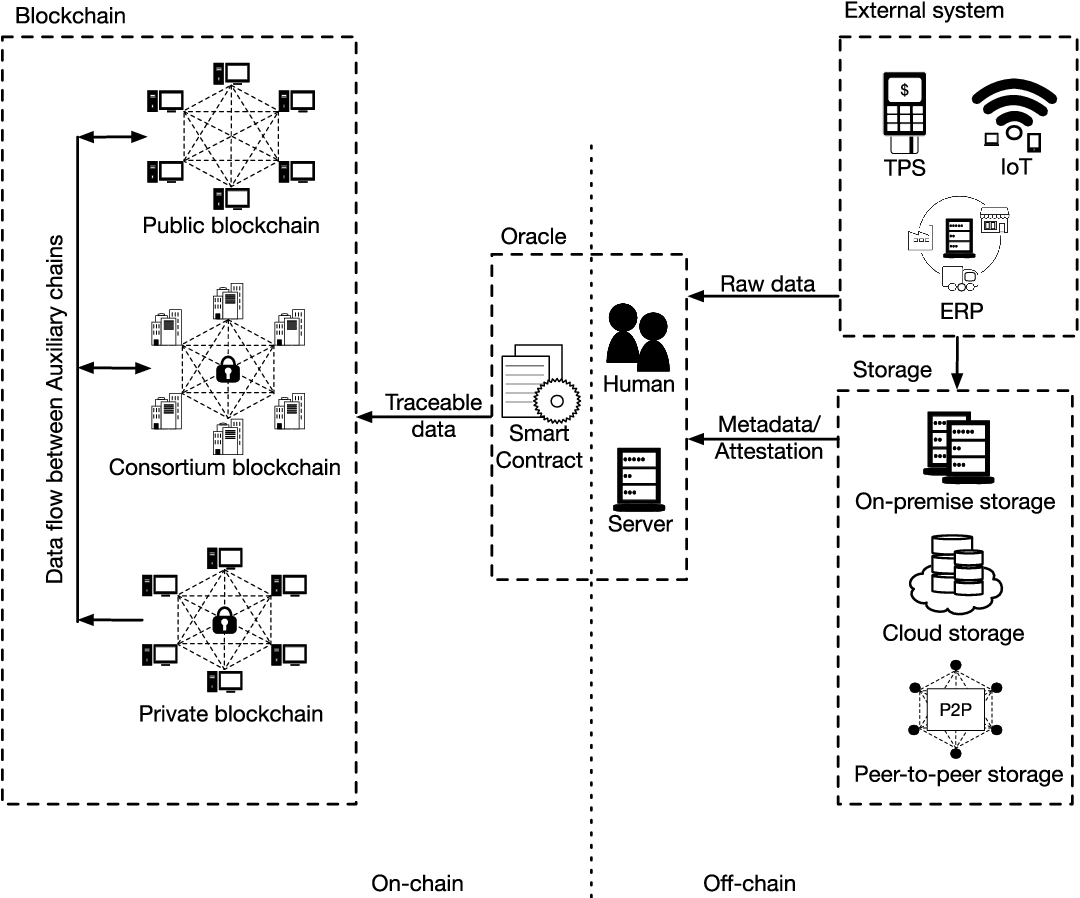 Blockchain
Public blockchain
Consortium blockchain
Private blockchain
Data flow between Auxiliary chains
Traceable
data
Oracle
Smart
Contract
Human
Server
Raw data
Metadata/
Attestation
External system
$
TPS
IoT
ERP
Storage
On-premise storage
Cloud storage
P2P
Peer-to-peer storage
On-chain
Off-chain